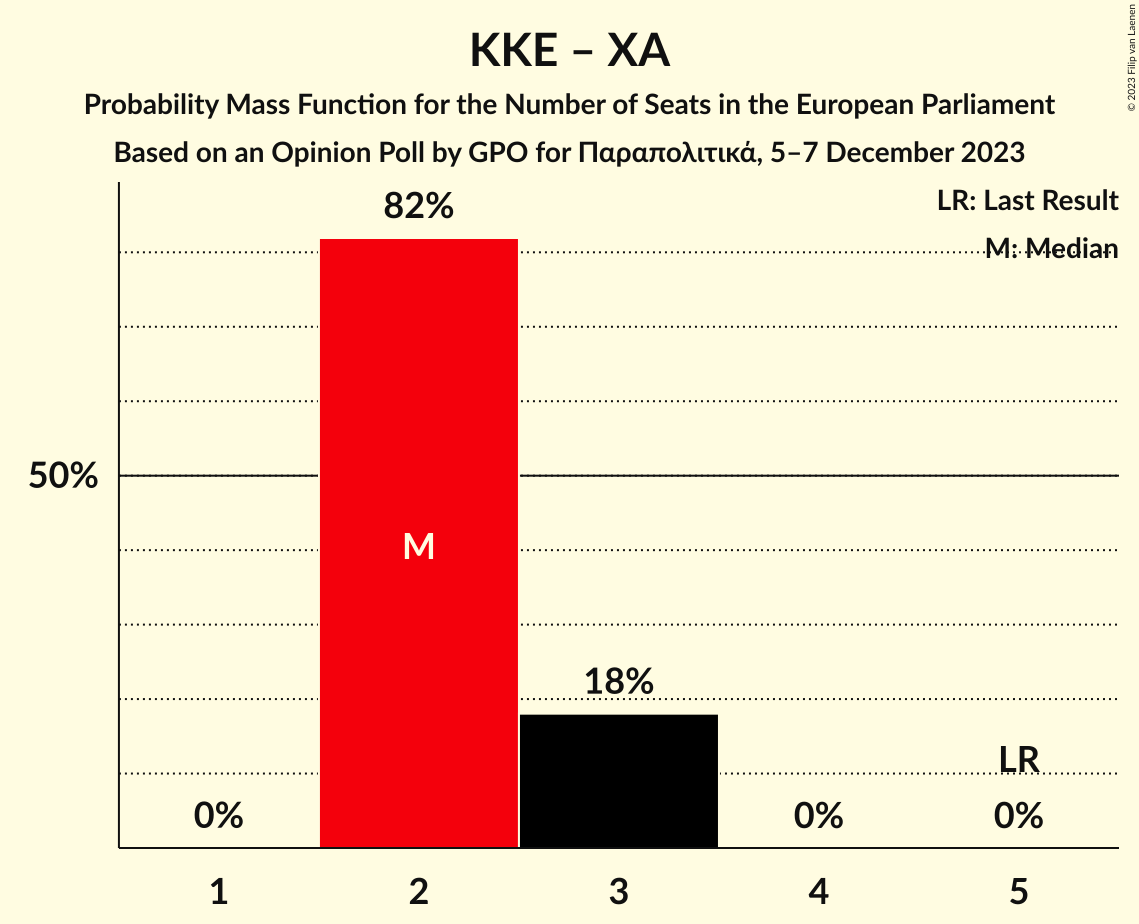 KKE – XA
Probability Mass Function for the Number of Seats in the European Parliament
Based on an Opinion Poll by GPO for Παραπολιτικά, 5–7 December 2023
© 2023 Filip van Laenen
LR: Last Result
M: Median
82%
50%
M
18%
LR
0%
0%
0%
1
2
3
4
5